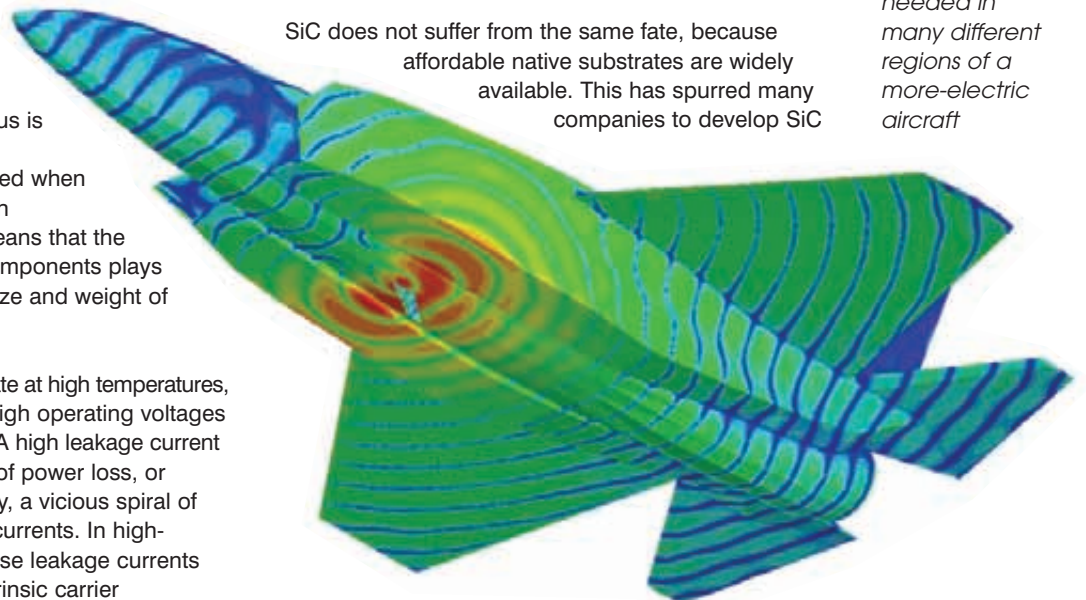 us is
ed when
eans that the
mponents plays
ze and weight of
te at high temperatures,
igh operating voltages
A high leakage current
of power loss, or
y, a vicious spiral of
currents. In high-
se leakage currents
rinsic carrier
SiC does not suffer from the same fate, because
affordable native substrates are widely
available. This has spurred many
companies to develop SiC
needed in
many different
regions of a
more-electric
aircraft